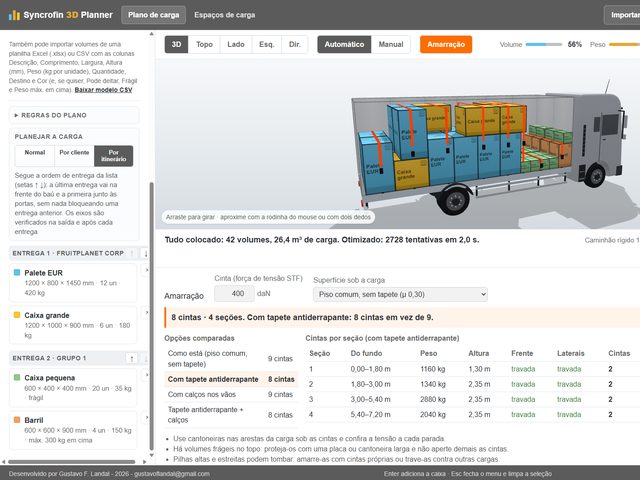 Syncrofin 3D Planner
Plano de carga
Espaços de carga
Importar
Também pode importar volumes de uma
planilha Excel (.xlsx) ou CSV com as colunas
Descrição, Comprimento, Largura, Altura
(mm), Peso (kg por unidade), Quantidade,
Destino e Cor (e, se quiser, Pode deitar, Frágil
e Peso máx. em cima). Baixar modelo CSV
REGRAS DO PLANO
PLANEJAR A CARGA
Normal
Por cliente
Por itinerário
Segue a ordem de entrega da lista
(setas ↑ ↓): a última entrega vai na
frente do baú e a primeira junto às
portas, sem nada bloqueando uma
entrega anterior. Os eixos são
verificados na saída e após cada
entrega
ENTREGA 1 · FRUITPLANET CORP
Palete EUR
1200 × 800 × 1450 mm · 12 un ·
420 kg
Caixa grande
1200 × 1000 × 900 mm · 6 un · 180
kg
ENTREGA 2 · GRUPO 1
Caixa pequena
600 × 400 × 400 mm · 20 un · 35 kg
· frágil
Barril
600 × 600 × 900 mm · 4 un · 150
kg · máx. 300 kg em cima
3D
Topo
Lado
Esq.
Dir.
Automático
Manual
Amarração
Volume
56%
Peso
Palete EUR
Caixa grande
Palete EUR
Caixa grande
Arraste para girar · aproxime com a rodinha do mouse ou com dois dedos
Tudo colocado: 42 volumes, 26,4 m³ de carga. Otimizado: 2728 tentativas em 2,0 s.
Caminhão rígido 1
Amarração
Cinta (força de tensão STF)
400
daN
Superfície sob a carga
Piso comum, sem tapete (µ 0,30)
8 cintas · 4 seções. Com tapete antiderrapante: 8 cintas em vez de 9.
Opções comparadas
Como está (piso comum, sem tapete) 9 cintas
Com tapete antiderrapante 8 cintas
Com calços nos vãos 9 cintas
Tapete antiderrapante + calços 8 cintas
Cintas por seção (com tapete antiderrapante)
Seção Do fundo Peso Altura Frente Laterais Cintas
1 0,00–1,80 m 1160 kg 1,30 m travada travada 2
2 1,80–3,00 m 1340 kg 2,35 m travada travada 2
3 3,00–5,40 m 2880 kg 2,35 m travada travada 2
4 5,40–7,20 m 2040 kg 2,35 m travada travada 2
Use cantoneiras nas arestas da carga sob as cintas e confira a tensão a cada parada.
Há volumes frágeis no topo: proteja-os com uma placa ou cantoneira larga e não aperte demais as cintas.
Pilhas altas e estreitas podem tombar: amarre-as com cintas próprias ou trave-as contra outras cargas.
Desenvolvido por Gustavo F. Landal - 2026 - gustavoflandal@gmail.com
Enter adiciona a caixa · Esc fecha o menu e limpa a seleção